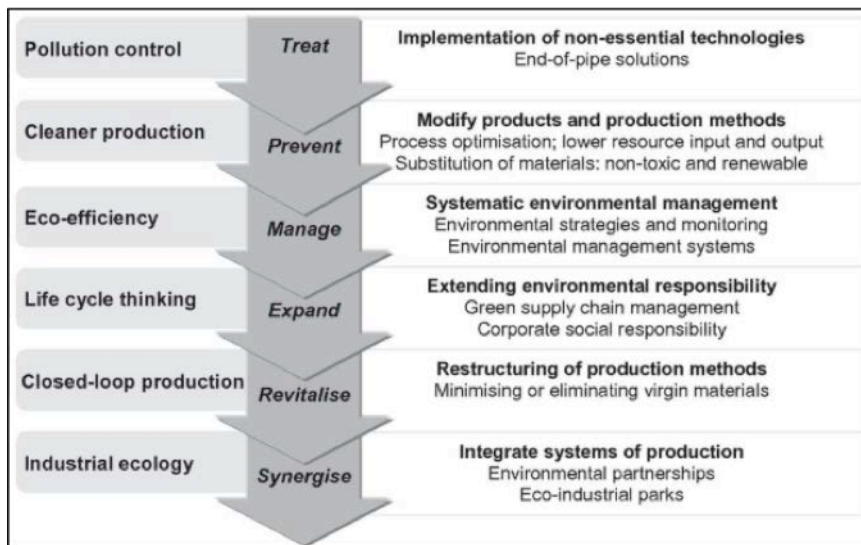 Pollution control
Treat
Implementation of non-essential technologies
End-of-pipe solutions
Cleaner production
Prevent
Modify products and production methods
Process optimisation; lower resource input and output
Substitution of materials: non-toxic and renewable
Eco-efficiency
Manage
Systematic environmental management
Environmental strategies and monitoring
Environmental management systems
Life cycle thinking
Expand
Extending environmental responsibility
Green supply chain management
Corporate social responsibility
Closed-loop production
Revitalise
Restructuring of production methods
Minimising or eliminating virgin materials
Industrial ecology
Synergise
Integrate systems of production
Environmental partnerships
Eco-industrial parks